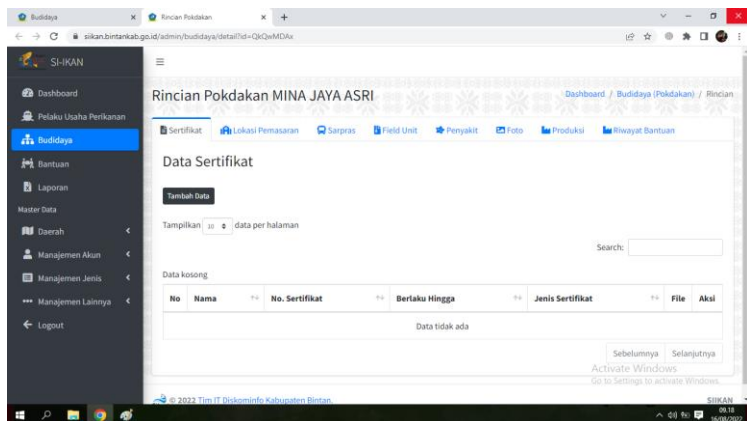 Budidaya
Rincian Pokdakan
siikan.bintankab.go.id/admin/budidaya/detail?id=QkQwMDAx
SI-IKAN
Dashboard
Pelaku Usaha Perikanan
Budidaya
Bantuan
Laporan
Master Data
Daerah
Manajemen Akun
Manajemen Jenis
Manajemen Lainnya
Logout
Rincian Pokdakan MINA JAYA ASRI
Dashboard / Budidaya (Pokdakan) / Rincian
Sertifikat Lokasi Pemasaran Sarpras Field Unit Penyakit Foto Produksi Riwayat Bantuan
Data Sertifikat
Tambah Data
Tampilkan 10 data per halaman
Search:
Data kosong
No Nama No. Sertifikat Berlaku Hingga Jenis Sertifikat File Aksi
Data tidak ada
Sebelumnya Selanjutnya
Activate Windows
Go to Settings to activate Windows.
© 2022 Tim IT Diskominfo Kabupaten Bintan.
SIIKAN
09.18
16/08/2022